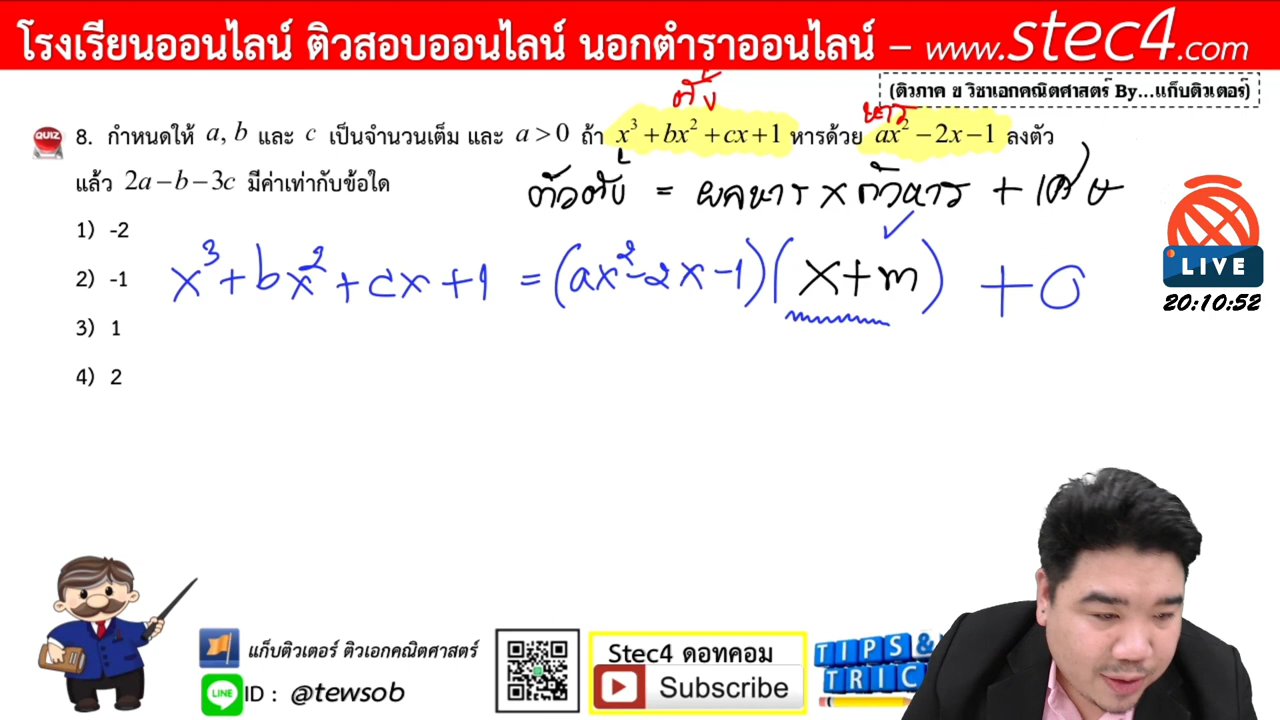 โรงเรียนออนไลน์ ติวสอบออนไลน์ นอกตำราออนไลน์ – www.stec4.com
(ติวภาค ข วิชาเอกคณิตศาสตร์ By...แก๊บติวเตอร์)
ตั้ง หาร
QUIZ 8. กำหนดให้ a, b และ c เป็นจำนวนเต็ม และ a > 0 ถ้า x³ + bx² + cx + 1 หารด้วย ax² − 2x − 1 ลงตัว
แล้ว 2a − b − 3c มีค่าเท่ากับข้อใด
ตัวตั้ง = ผลหาร × ตัวหาร + เศษ
1) -2
x³ + bx² + cx + 1 = (ax² − 2x − 1)(x + m) + 0
2) -1
3) 1
4) 2
LIVE
20:10:52
แก๊บติวเตอร์ ติวเอกคณิตศาสตร์
LINE ID : @tewsob
Stec4 ดอทคอม
Subscribe
TIPS &
TRIC